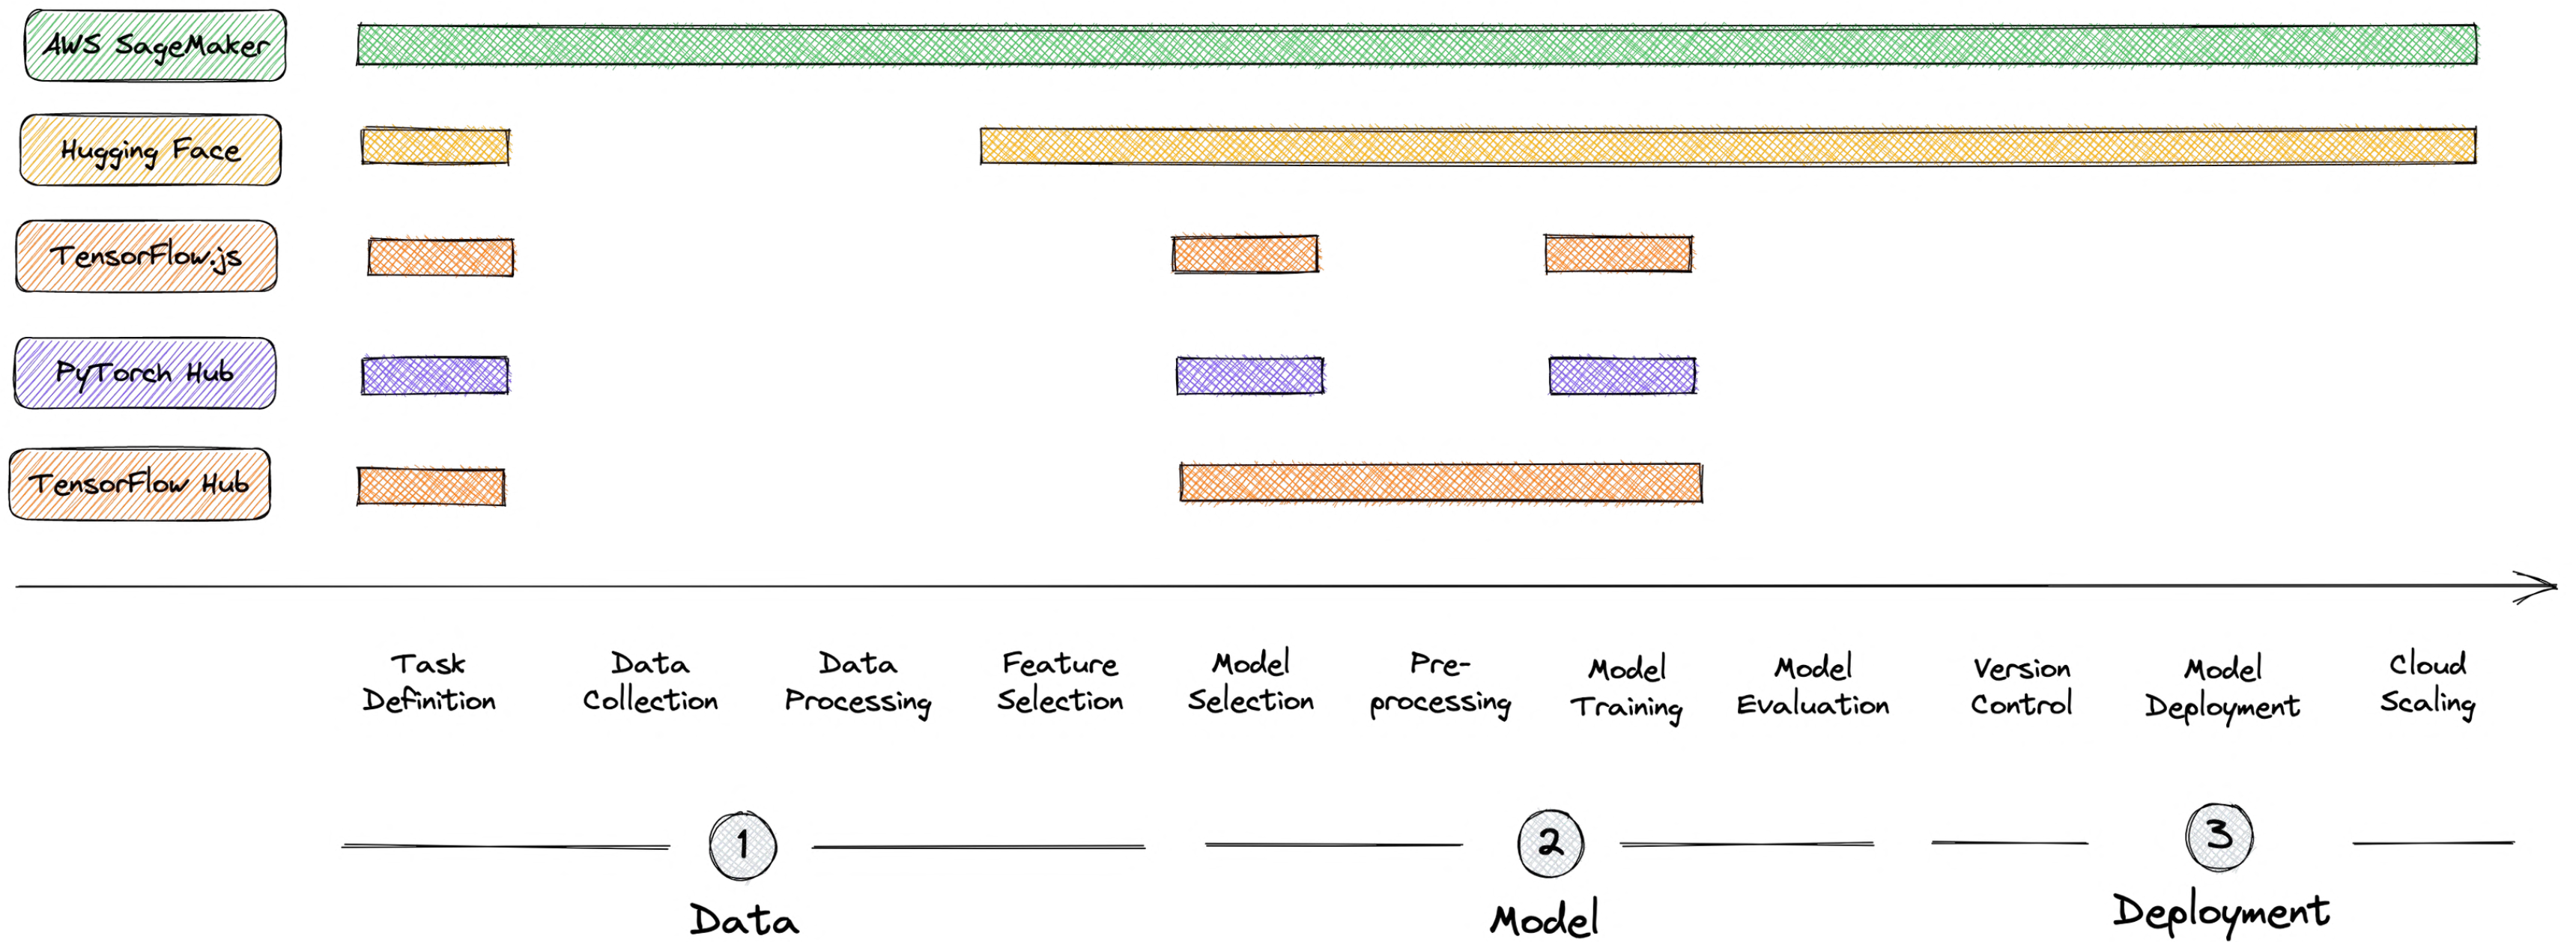 AWS SageMaker
Hugging Face
TensorFlow.js
PyTorch Hub
TensorFlow Hub
Task
Definition
Data
Collection
Data
Processing
Feature
Selection
Model
Selection
Pre-
processing
Model
Training
Model
Evaluation
Version
Control
Model
Deployment
Cloud
Scaling
1
Data
2
Model
3
Deployment